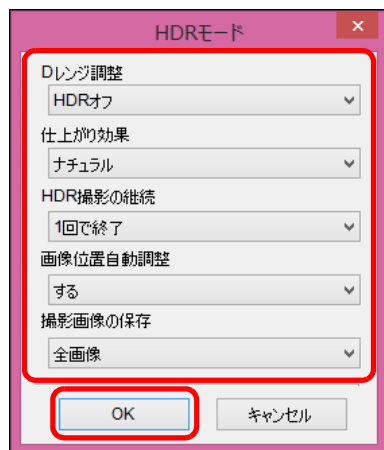 HDRモード
Dレンジ調整
HDRオフ
仕上がり効果
ナチュラル
HDR撮影の継続
1回で終了
画像位置自動調整
する
撮影画像の保存
全画像
OK
キャンセル